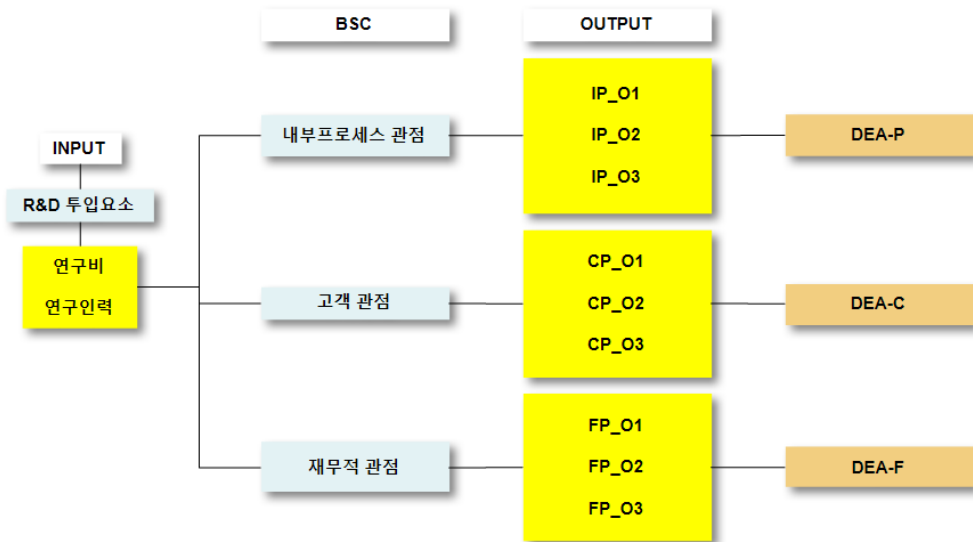 BSC
OUTPUT
INPUT
R&D 투입요소
연구비
연구인력
내부프로세스 관점
IP_O1
IP_O2
IP_O3
DEA-P
고객 관점
CP_O1
CP_O2
CP_O3
DEA-C
재무적 관점
FP_O1
FP_O2
FP_O3
DEA-F